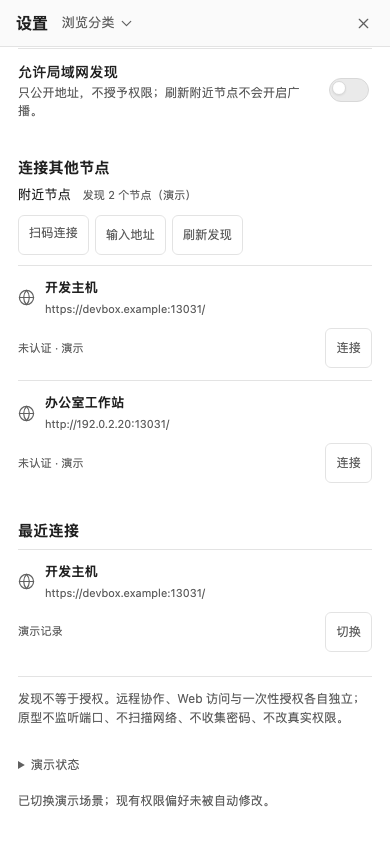 设置 浏览分类
允许局域网发现
只公开地址，不授予权限；刷新附近节点不会开启广
播。
连接其他节点
附近节点 发现 2 个节点（演示）
扫码连接 输入地址 刷新发现
开发主机
https://devbox.example:13031/
未认证 · 演示 连接
办公室工作站
http://192.0.2.20:13031/
未认证 · 演示 连接
最近连接
开发主机
https://devbox.example:13031/
演示记录 切换
发现不等于授权。远程协作、Web 访问与一次性授权各自独立；
原型不监听端口、不扫描网络、不收集密码、不改真实权限。
演示状态
已切换演示场景；现有权限偏好未被自动修改。